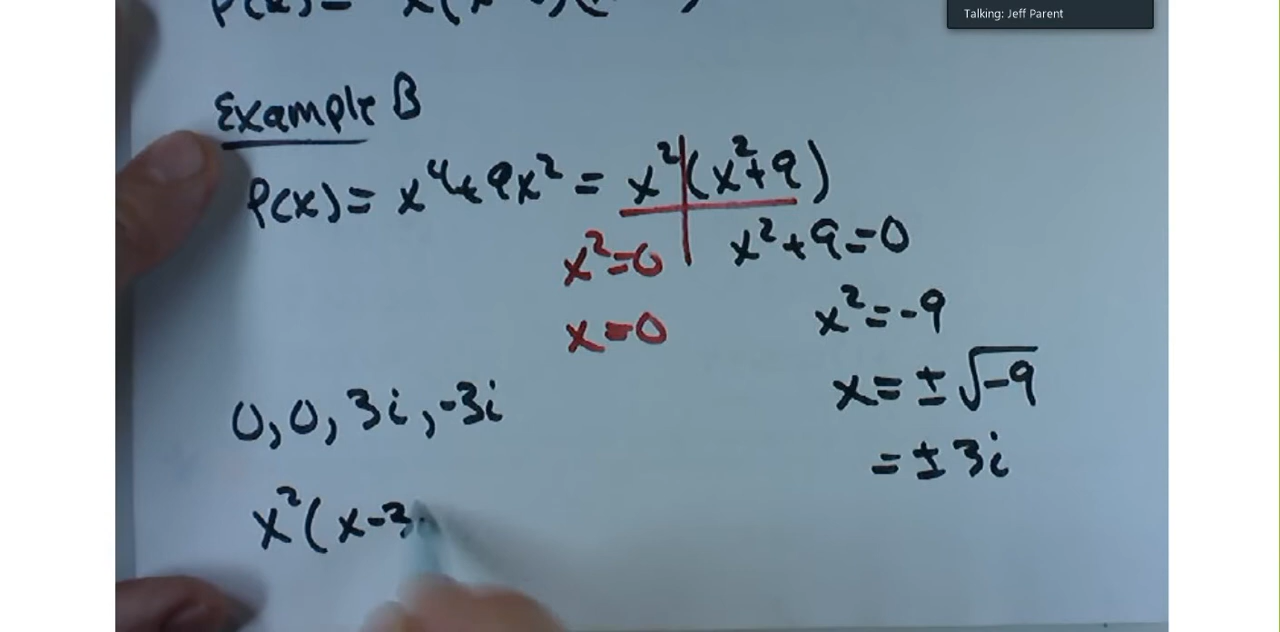 Talking: Jeff Parent
P(x) = x(x
Example B
P(x) = x⁴ + 9x² = x²(x² + 9)
x² = 0
x² + 9 = 0
x = 0
x² = -9
x = ± √-9
0, 0, 3i, -3i
= ± 3i
x²(x - 3